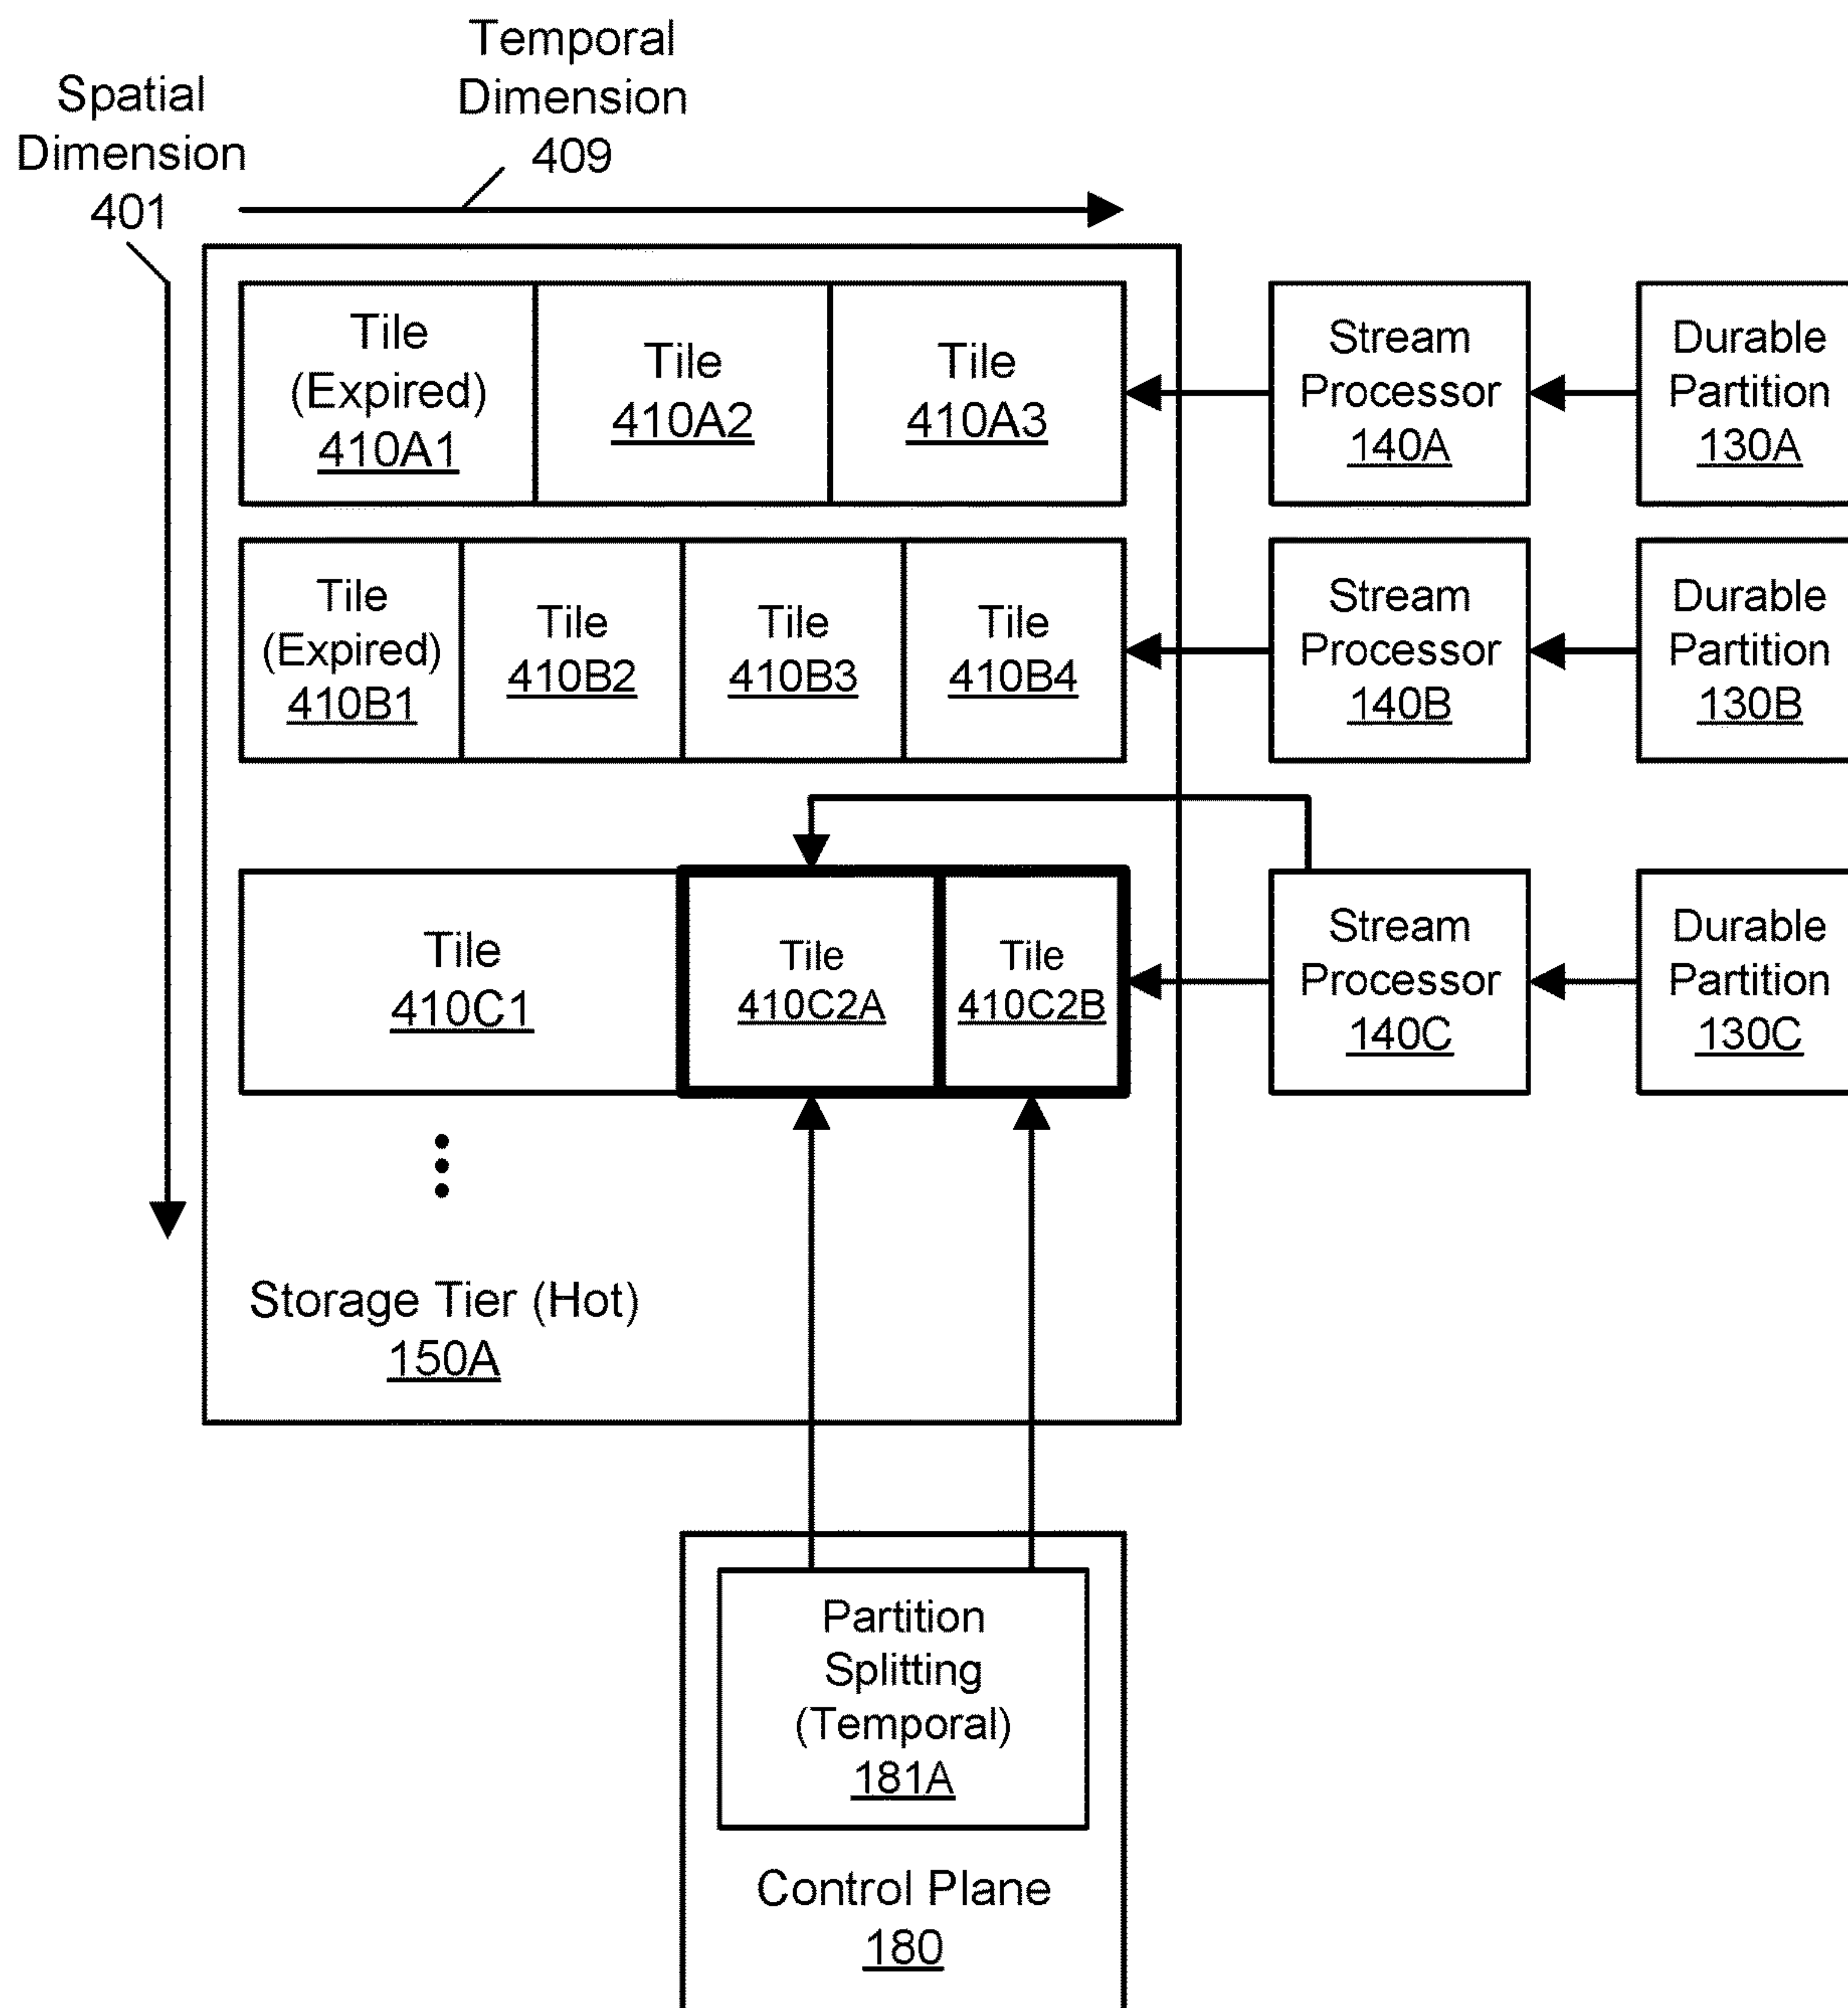 Temporal
Dimension
409
Spatial
Dimension
401
Tile
(Expired)
410A1
Tile
410A2
Tile
410A3
Stream
Processor
140A
Durable
Partition
130A
Tile
(Expired)
410B1
Tile
410B2
Tile
410B3
Tile
410B4
Stream
Processor
140B
Durable
Partition
130B
Tile
410C1
Tile
410C2A
Tile
410C2B
Stream
Processor
140C
Durable
Partition
130C
Storage Tier (Hot)
150A
Partition
Splitting
(Temporal)
181A
Control Plane
180